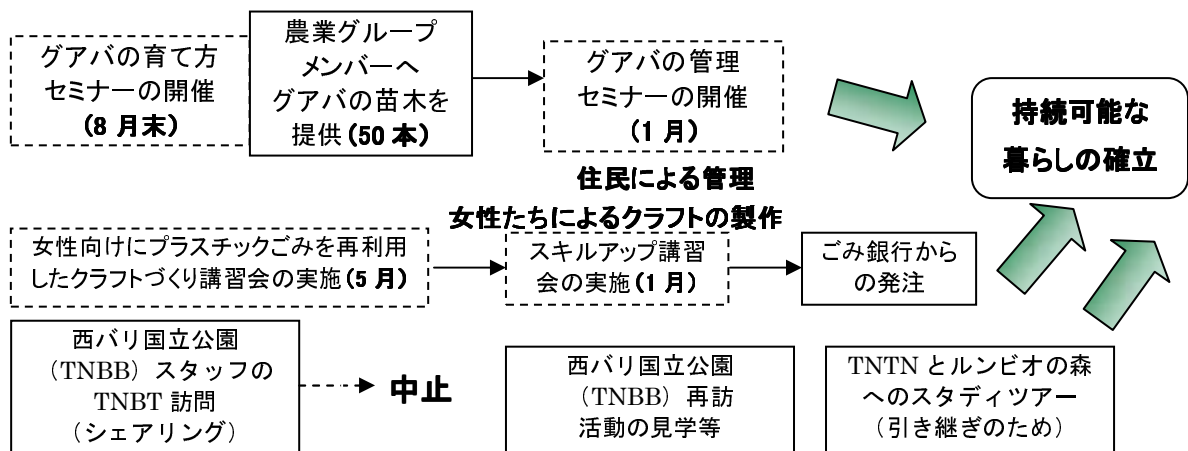 グアバの育て方
セミナーの開催
(8 月末)
農業グループ
メンバーへ
グアバの苗木を
提供(50 本)
グアバの管理
セミナーの開催
(1 月)
住民による管理
持続可能な
暮らしの確立
女性たちによるクラフトの製作
女性向けにプラスチックごみを再利用
したクラフトづくり講習会の実施(5 月)
スキルアップ講習
会の実施(1 月)
ごみ銀行から
の発注
西バリ国立公園
(TNBB)スタッフの
TNBT 訪問
(シェアリング)
中止
西バリ国立公園
(TNBB)再訪
活動の見学等
TNTN とルンビオの森
へのスタディツアー
(引き継ぎのため)